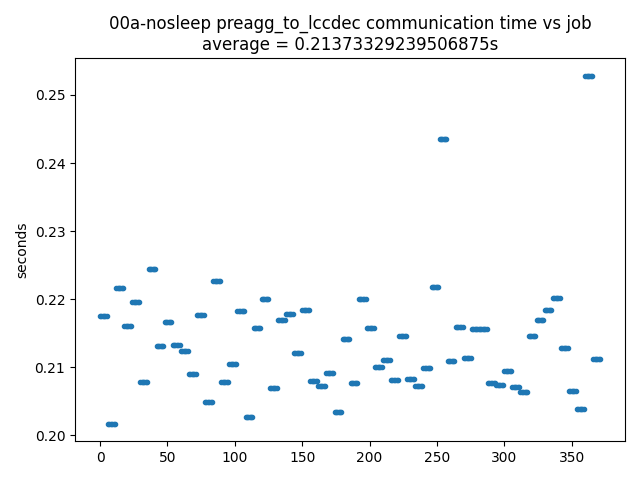 00a-nosleep preagg_to_lccdec communication time vs job
average = 0.21373329239506875s
seconds
0.25
0.24
0.23
0.22
0.21
0.20
0 50 100 150 200 250 300 350